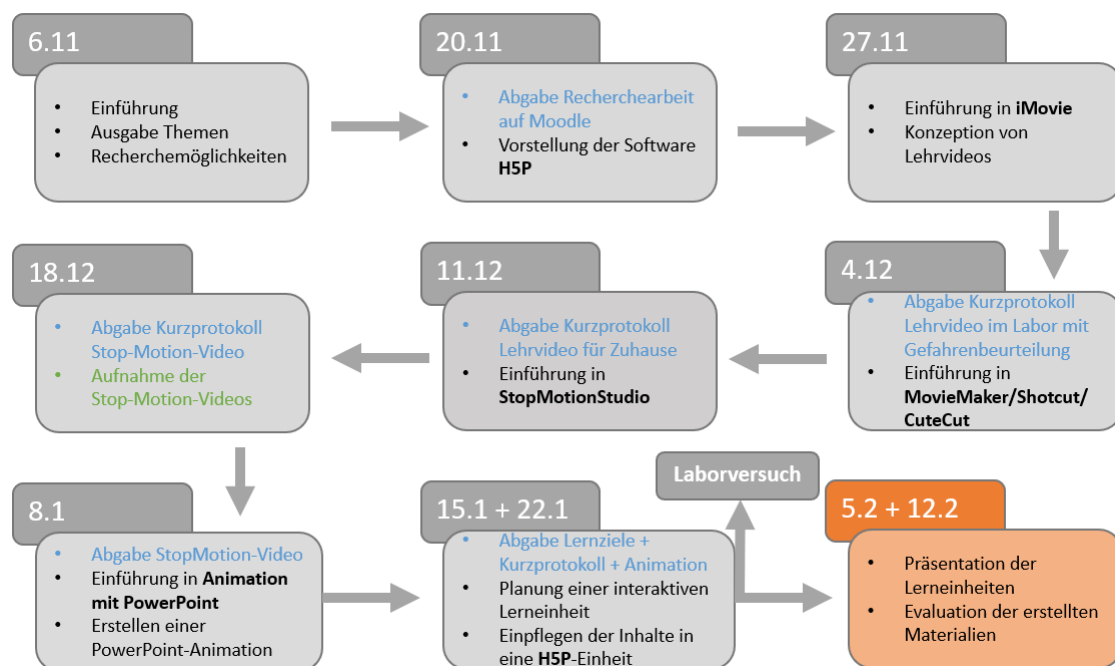 6.11
• Einführung
• Ausgabe Themen
• Recherchemöglichkeiten
20.11
• Abgabe Recherchearbeit
auf Moodle
• Vorstellung der Software
H5P
27.11
• Einführung in iMovie
• Konzeption von
Lehrvideos
4.12
• Abgabe Kurzprotokoll
Lehrvideo im Labor mit
Gefahrenbeurteilung
• Einführung in
MovieMaker/Shotcut/
CuteCut
11.12
• Abgabe Kurzprotokoll
Lehrvideo für Zuhause
• Einführung in
StopMotionStudio
18.12
• Abgabe Kurzprotokoll
Stop-Motion-Video
• Aufnahme der
Stop-Motion-Videos
8.1
• Abgabe StopMotion-Video
• Einführung in Animation
mit PowerPoint
• Erstellen einer
PowerPoint-Animation
15.1 + 22.1
• Abgabe Lernziele +
Kurzprotokoll + Animation
• Planung einer interaktiven
Lerneinheit
• Einpflegen der Inhalte in
eine H5P-Einheit
Laborversuch
5.2 + 12.2
• Präsentation der
Lerneinheiten
• Evaluation der erstellten
Materialien